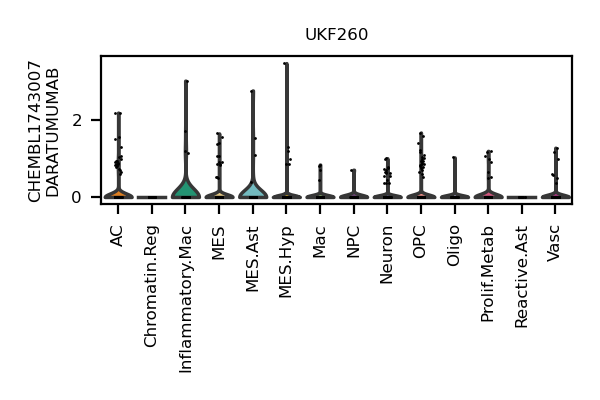 UKF260
CHEMBL1743007
DARATUMUMAB
2
0
AC
Chromatin.Reg
Inflammatory.Mac
MES
MES.Ast
MES.Hyp
Mac
NPC
Neuron
OPC
Oligo
Prolif.Metab
Reactive.Ast
Vasc